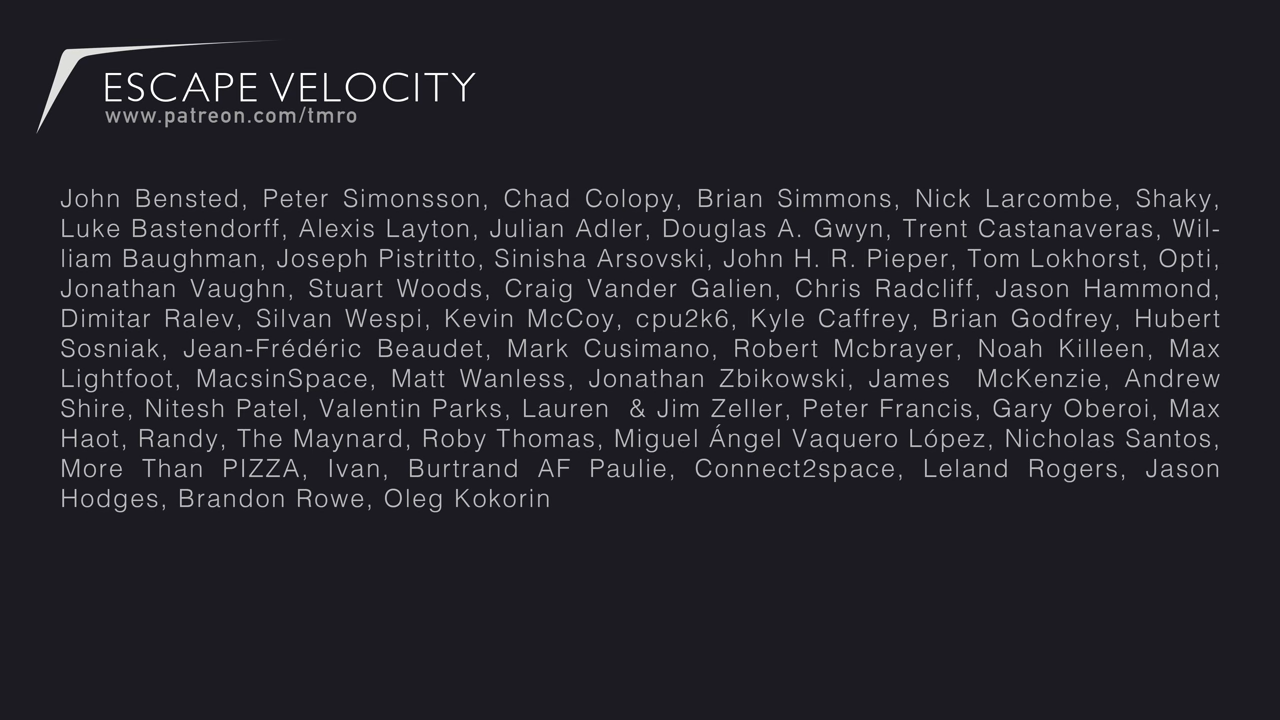 ESCAPE VELOCITY
www.patreon.com/tmro
John Bensted, Peter Simonsson, Chad Colopy, Brian Simmons, Nick Larcombe, Shaky,
Luke Bastendorff, Alexis Layton, Julian Adler, Douglas A. Gwyn, Trent Castanaveras, Wil-
liam Baughman, Joseph Pistritto, Sinisha Arsovski, John H. R. Pieper, Tom Lokhorst, Opti,
Jonathan Vaughn, Stuart Woods, Craig Vander Galien, Chris Radcliff, Jason Hammond,
Dimitar Ralev, Silvan Wespi, Kevin McCoy, cpu2k6, Kyle Caffrey, Brian Godfrey, Hubert
Sosniak, Jean-Frédéric Beaudet, Mark Cusimano, Robert Mcbrayer, Noah Killeen, Max
Lightfoot, MacsinSpace, Matt Wanless, Jonathan Zbikowski, James  McKenzie, Andrew
Shire, Nitesh Patel, Valentin Parks, Lauren  & Jim Zeller, Peter Francis, Gary Oberoi, Max
Haot, Randy, The Maynard, Roby Thomas, Miguel Ángel Vaquero López, Nicholas Santos,
More Than PIZZA, Ivan, Burtrand AF Paulie, Connect2space, Leland Rogers, Jason
Hodges, Brandon Rowe, Oleg Kokorin